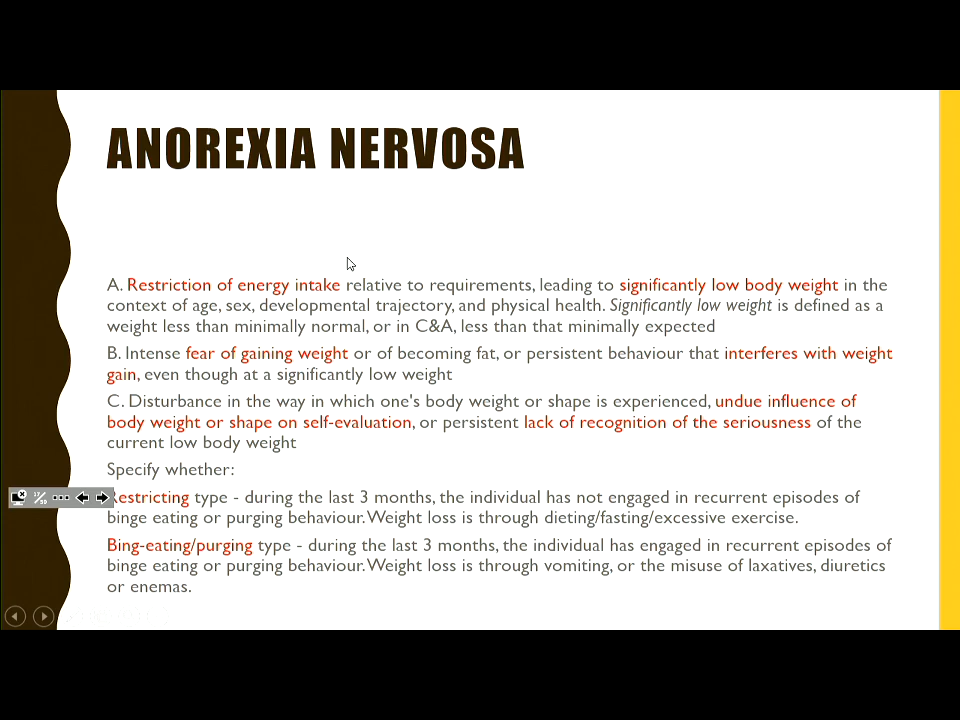 ANOREXIA NERVOSA
A. Restriction of energy intake relative to requirements, leading to significantly low body weight in the
context of age, sex, developmental trajectory, and physical health. Significantly low weight is defined as a
weight less than minimally normal, or in C&A, less than that minimally expected
B. Intense fear of gaining weight or of becoming fat, or persistent behaviour that interferes with weight
gain, even though at a significantly low weight
C. Disturbance in the way in which one's body weight or shape is experienced, undue influence of
body weight or shape on self-evaluation, or persistent lack of recognition of the seriousness of the
current low body weight
Specify whether:
Restricting type - during the last 3 months, the individual has not engaged in recurrent episodes of
binge eating or purging behaviour. Weight loss is through dieting/fasting/excessive exercise.
Bing-eating/purging type - during the last 3 months, the individual has engaged in recurrent episodes of
binge eating or purging behaviour. Weight loss is through vomiting, or the misuse of laxatives, diuretics
or enemas.